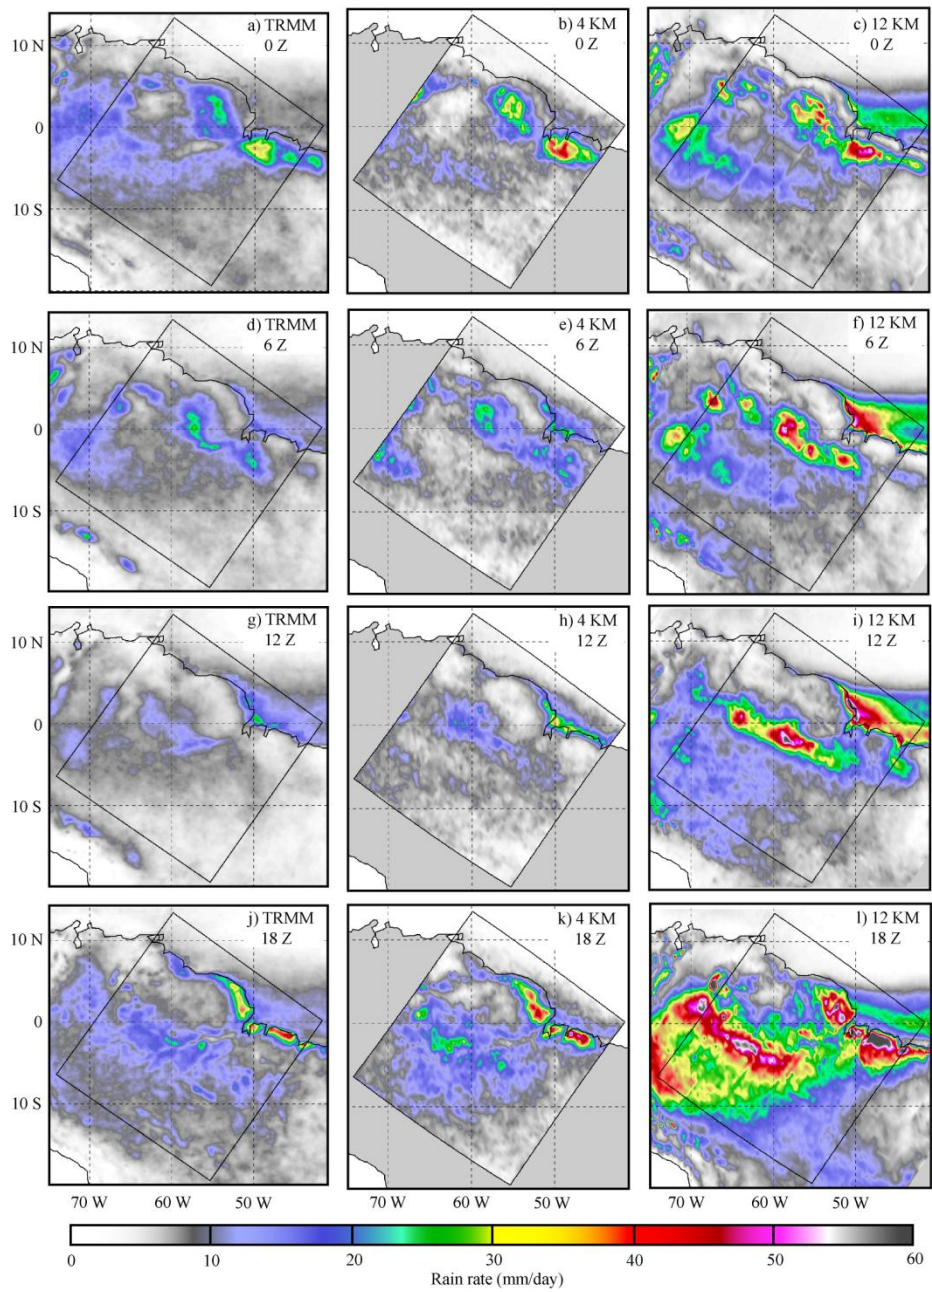 a) TRMM
0 Z
b) 4 KM
0 Z
c) 12 KM
0 Z
10 N
0
10 S
d) TRMM
6 Z
e) 4 KM
6 Z
f) 12 KM
6 Z
10 N
0
10 S
g) TRMM
12 Z
h) 4 KM
12 Z
i) 12 KM
12 Z
10 N
0
10 S
j) TRMM
18 Z
k) 4 KM
18 Z
l) 12 KM
18 Z
10 N
0
10 S
70 W 60 W 50 W 70 W 60 W 50 W 70 W 60 W 50 W
0 10 20 30 40 50 60
Rain rate (mm/day)